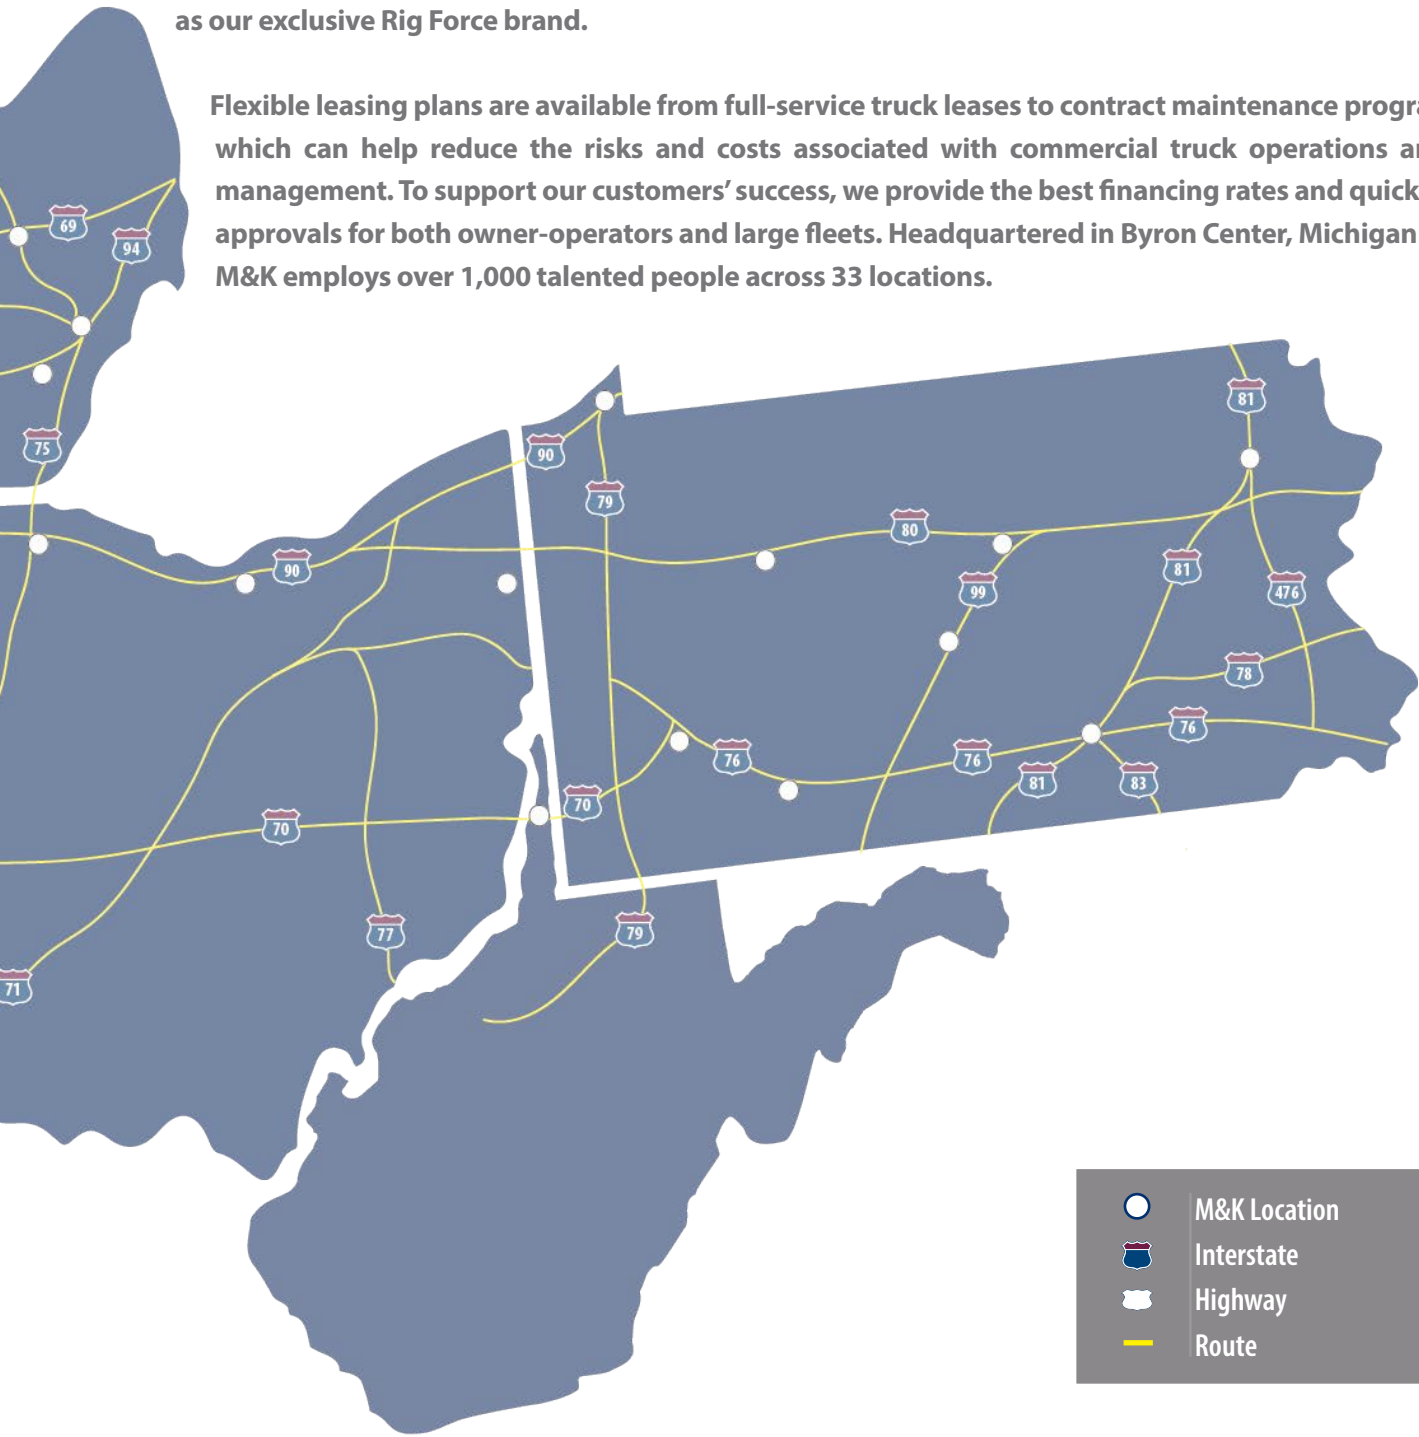 as our exclusive Rig Force brand.
Flexible leasing plans are available from full-service truck leases to contract maintenance progra
which can help reduce the risks and costs associated with commercial truck operations an
management. To support our customers’ success, we provide the best financing rates and quick
approvals for both owner-operators and large fleets. Headquartered in Byron Center, Michigan
M&K employs over 1,000 talented people across 33 locations.
69
94
75
81
90
79
80
90
81
99
476
78
76
76
76
81
83
70
70
77
79
71
M&K Location
Interstate
Highway
Route